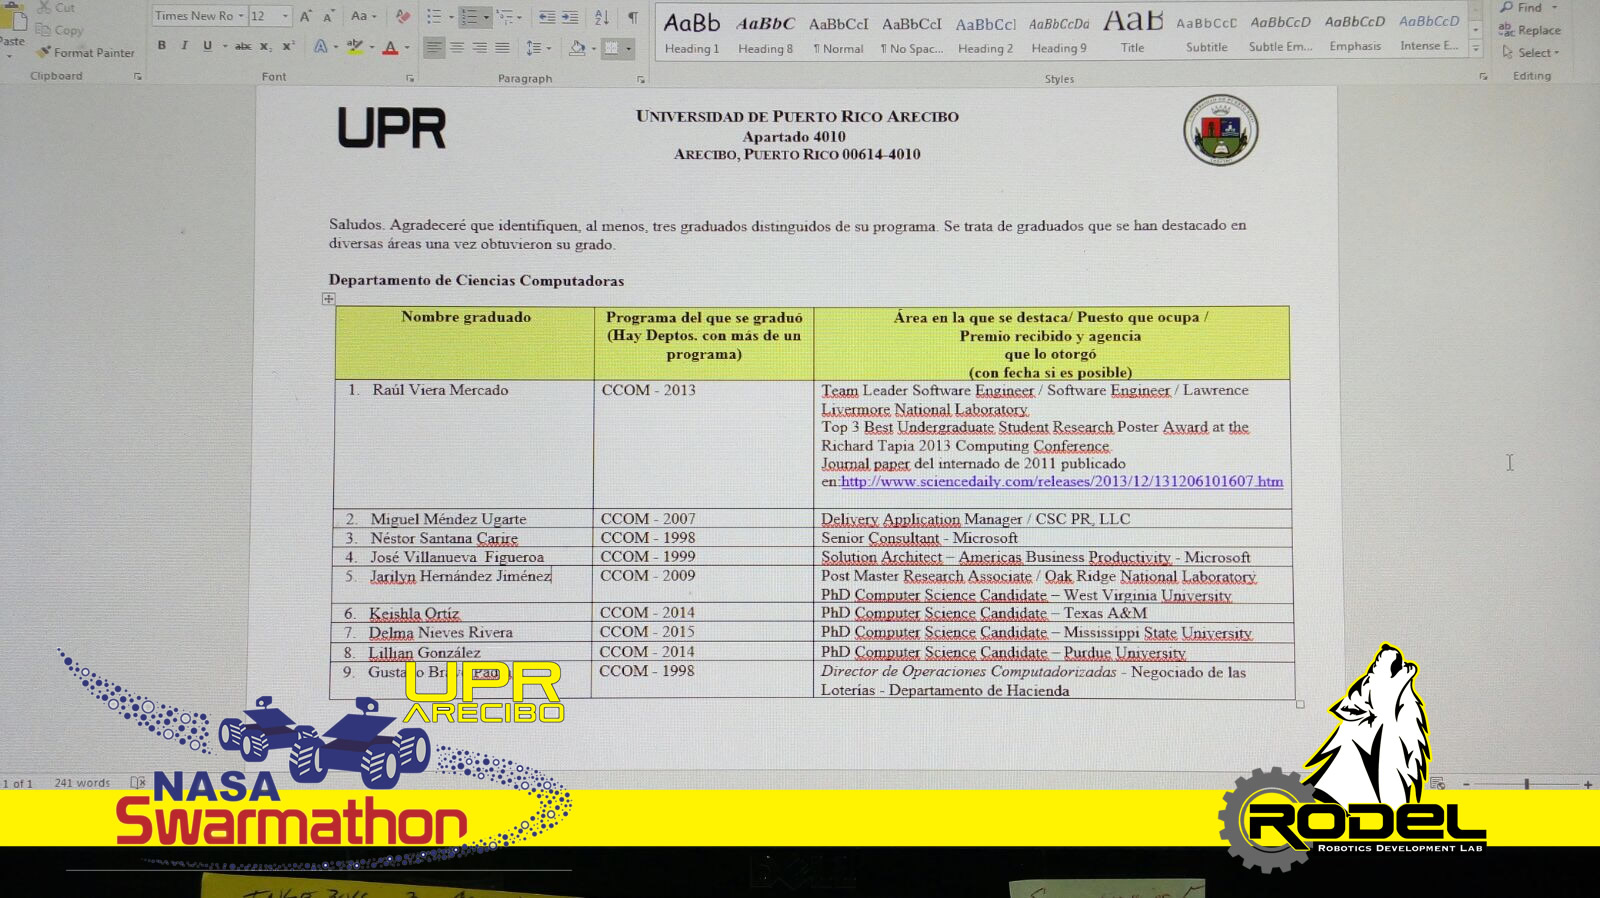 Cut
Copy
Paste
Format Painter
Clipboard
Times New Ro
12
Aa
B I U abc x₂ x²
A
Font
Paragraph
AaBb AaBbC AaBbCcI AaBbCcI AaBbCcI AaBbCcDa AaB AaBbCcD AaBbCcD AaBbCcD AaBbCcD
Heading 1 Heading 8 ¶ Normal ¶ No Spac... Heading 2 Heading 9 Title Subtitle Subtle Em... Emphasis Intense E...
Styles
Find
Replace
Select
Editing
UPR
UNIVERSIDAD DE PUERTO RICO ARECIBO
Apartado 4010
ARECIBO, PUERTO RICO 00614-4010
Saludos. Agradeceré que identifiquen, al menos, tres graduados distinguidos de su programa. Se trata de graduados que se han destacado en
diversas áreas una vez obtuvieron su grado.
Departamento de Ciencias Computadoras
Nombre graduado
Programa del que se graduó
(Hay Deptos. con más de un
programa)
Área en la que se destaca/ Puesto que ocupa /
Premio recibido y agencia
que lo otorgó
(con fecha si es posible)
1. Raúl Viera Mercado
CCOM - 2013
Team Leader Software Engineer / Software Engineer / Lawrence
Livermore National Laboratory
Top 3 Best Undergraduate Student Research Poster Award at the
Richard Tapia 2013 Computing Conference
Journal paper del internado de 2011 publicado
en:http://www.sciencedaily.com/releases/2013/12/131206101607.htm
2. Miguel Méndez Ugarte CCOM - 2007 Delivery Application Manager / CSC PR, LLC
3. Néstor Santana Carire CCOM - 1998 Senior Consultant - Microsoft
4. José Villanueva Figueroa CCOM - 1999 Solution Architect – Americas Business Productivity - Microsoft
5. Jarilyn Hernández Jiménez CCOM - 2009 Post Master Research Associate / Oak Ridge National Laboratory
PhD Computer Science Candidate – West Virginia University
6. Keishla Ortíz CCOM - 2014 PhD Computer Science Candidate – Texas A&M
7. Delma Nieves Rivera CCOM - 2015 PhD Computer Science Candidate – Mississippi State University
8. Lillian González CCOM - 2014 PhD Computer Science Candidate – Purdue University
9. CCOM - 1998 Director de Operaciones Computadorizadas - Negociado de las
Loterías - Departamento de Hacienda
UPR
ARECIBO
1 of 1 241 words
NASA
Swarmathon
RODEL
ROBOTICS DEVELOPMENT LAB